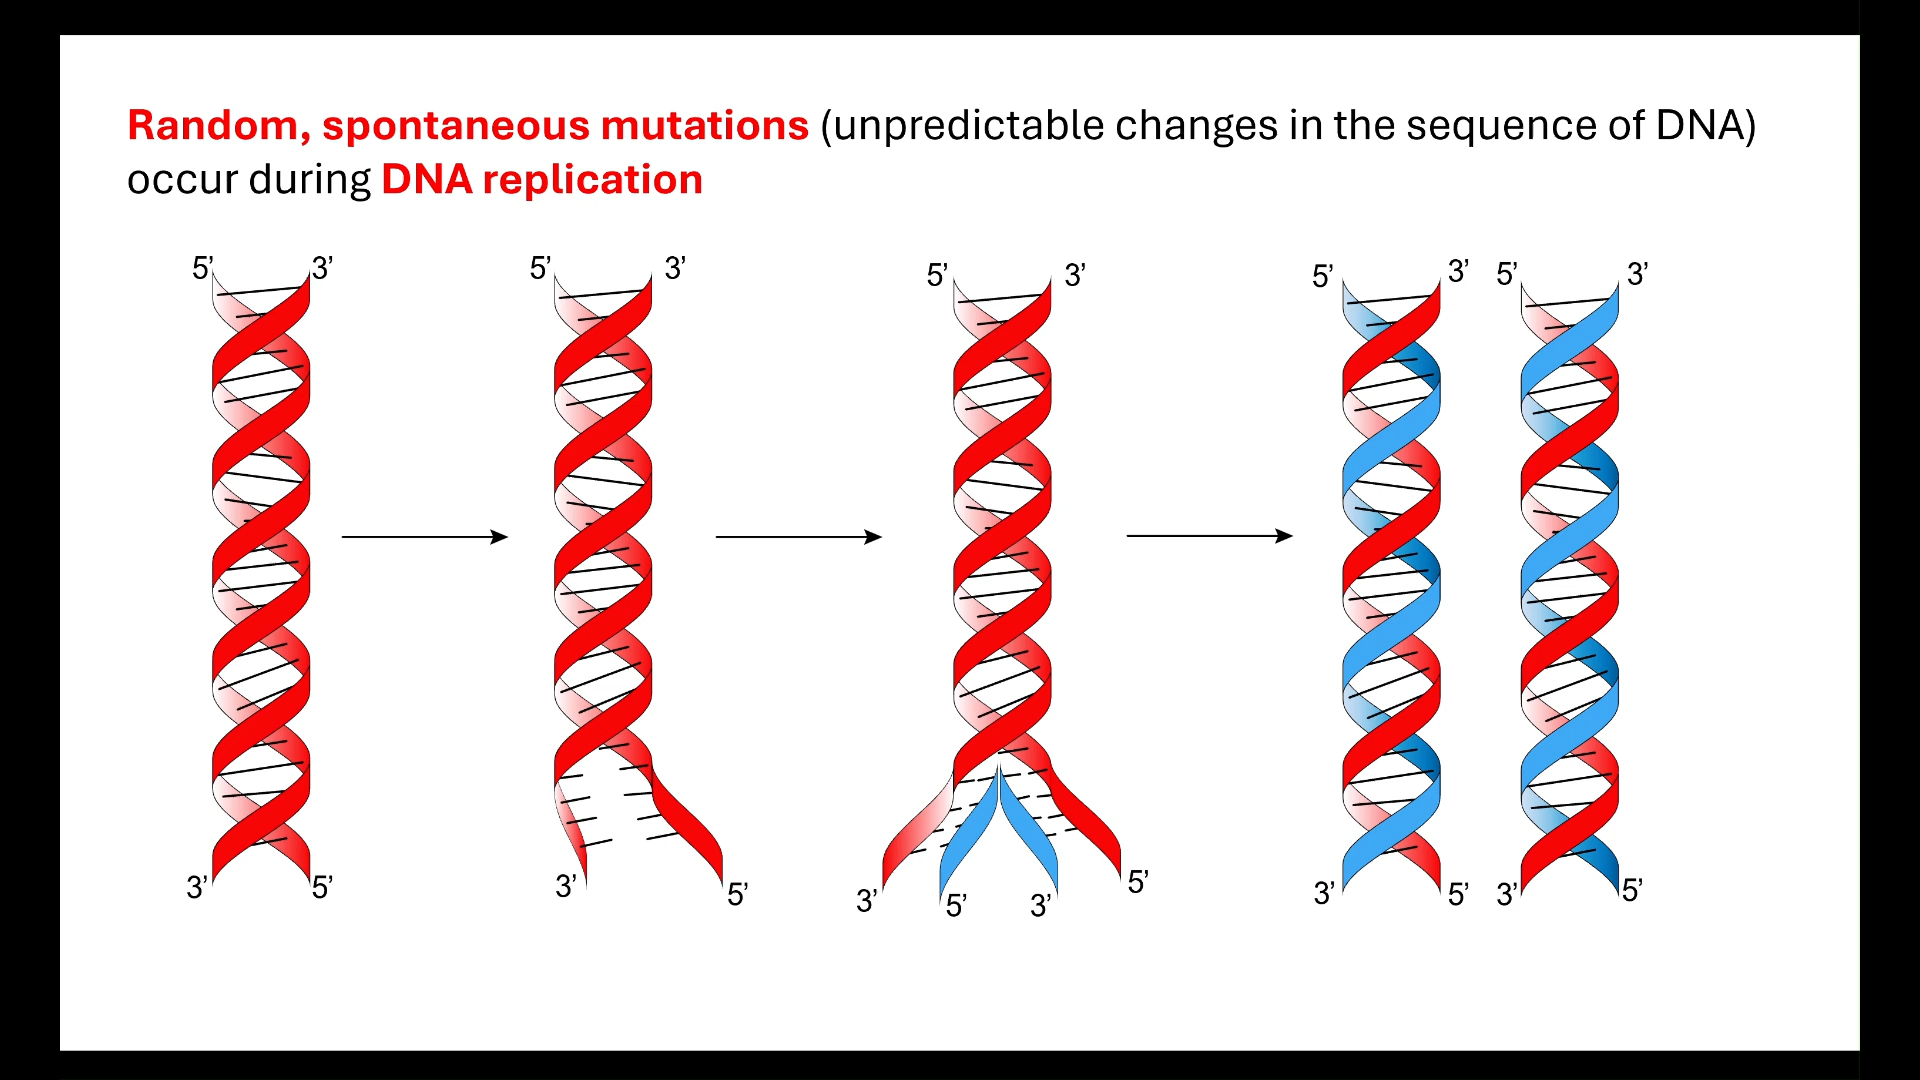 Random, spontaneous mutations (unpredictable changes in the sequence of DNA)
occur during DNA replication
5’ 3’ 5’ 3’ 5’ 3’ 5’ 3’ 5’ 3’
3’ 5’ 3’ 5’ 3’ 5’ 3’ 5’ 3’ 5’ 3’ 5’